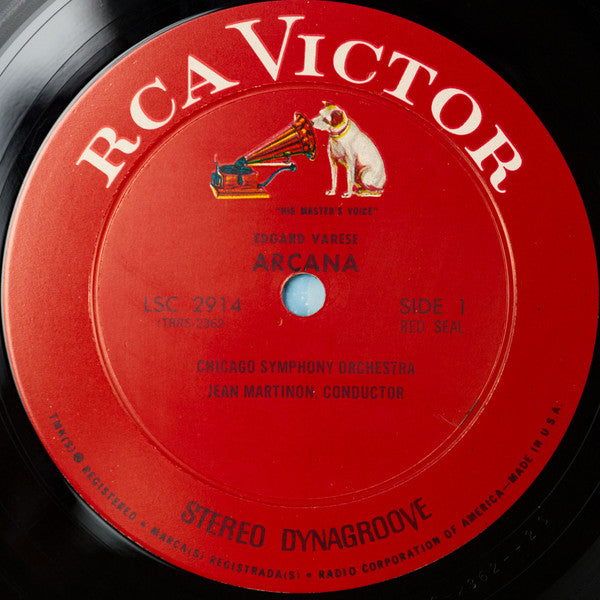 RCA VICTOR
"HIS MASTER'S VOICE"
EDGARD VARESE
ARCANA
LSC 2914
SIDE 1
RED SEAL
CHICAGO SYMPHONY ORCHESTRA
JEAN MARTINON, CONDUCTOR
STEREO DYNAGROOVE
TMK(S) ® REGISTERED • MARCA(S) REGISTRADA(S) • RADIO CORPORATION OF AMERICA—MADE IN U.S.A.